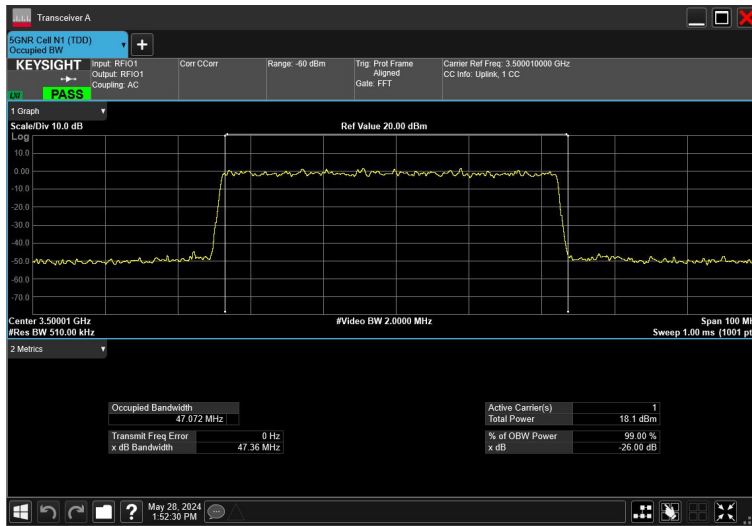 Transceiver A
5GNR Cell N1 (TDD)
Occupied BW
KEYSIGHT
LXI
PASS
Input: RFIO1
Output: RFIO1
Coupling: AC
Corr CCorr
Range: -60 dBm
Trig: Prot Frame
Aligned
Gate: FFT
Carrier Ref Freq: 3.500010000 GHz
CC Info: Uplink, 1 CC
1 Graph
Scale/Div 10.0 dB
Ref Value 20.00 dBm
Log
10.0
0.00
-10.0
-20.0
-30.0
-40.0
-50.0
-60.0
-70.0
Center 3.50001 GHz
#Video BW 2.0000 MHz
Span 100 MH
#Res BW 510.00 kHz
Sweep 1.00 ms (1001 pt
2 Metrics
Occupied Bandwidth
47.072 MHz
Transmit Freq Error 0 Hz
x dB Bandwidth 47.36 MHz
Active Carrier(s) 1
Total Power 18.1 dBm
% of OBW Power 99.00 %
x dB -26.00 dB
?
May 28, 2024
1:52:30 PM